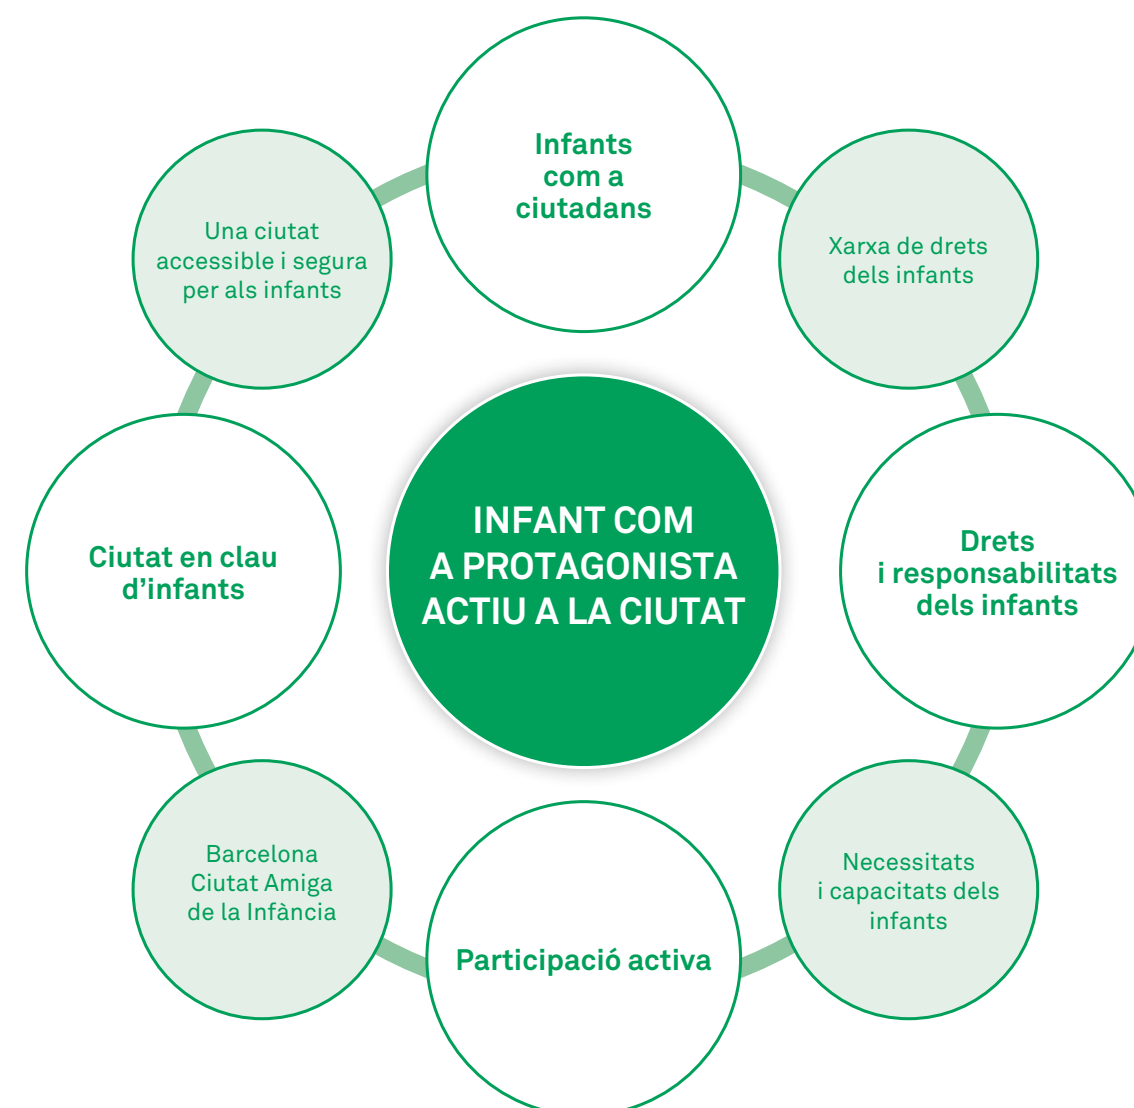 Infants
com a
ciutadans
Una ciutat
accessible i segura
per als infants
Xarxa de drets
dels infants
INFANT COM
A PROTAGONISTA
ACTIU A LA CIUTAT
Ciutat en clau
d’infants
Drets
i responsabilitats
dels infants
Barcelona
Ciutat Amiga
de la Infància
Necessitats
i capacitats dels
infants
Participació activa